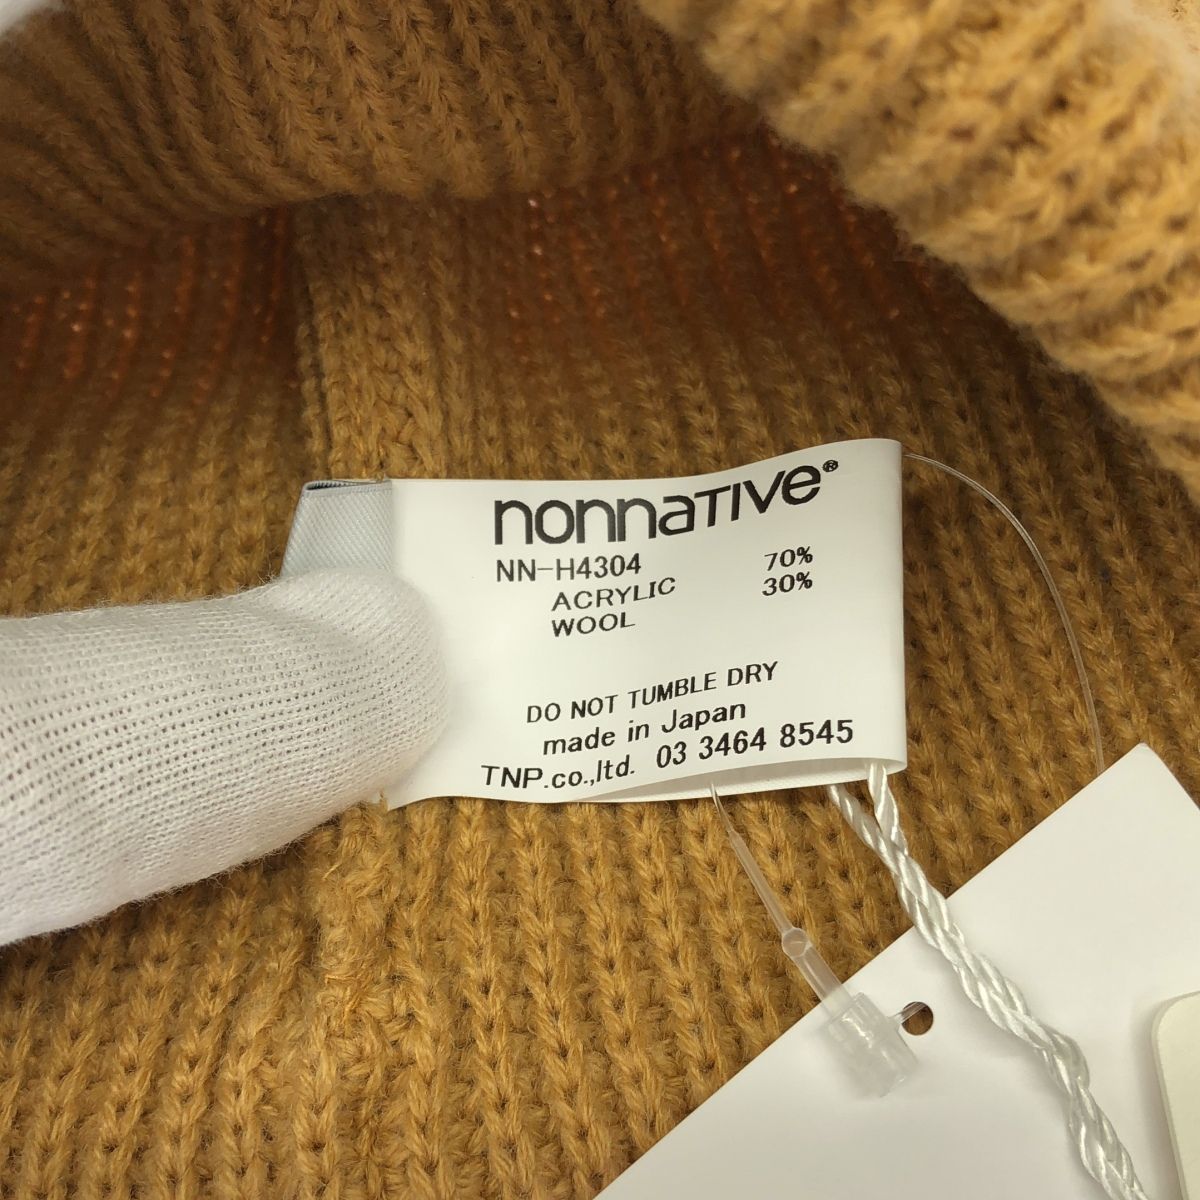 nonnative®
NN-H4304
ACRYLIC 70%
WOOL 30%
DO NOT TUMBLE DRY
made in Japan
TNP.co.,ltd. 03 3464 8545